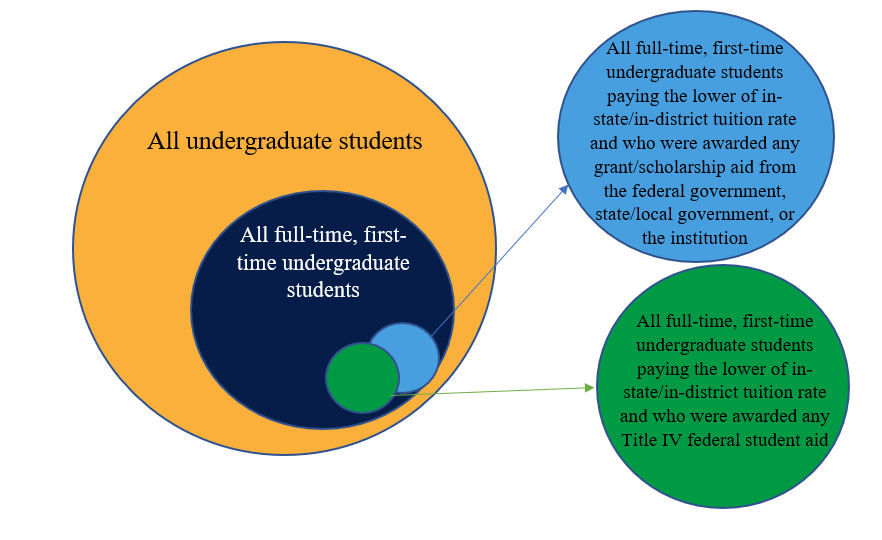 All undergraduate students
All full-time, first-
time undergraduate
students
All full-time, first-time
undergraduate students
paying the lower of in-
state/in-district tuition rate
and who were awarded any
grant/scholarship aid from
the federal government,
state/local government, or
the institution
All full-time, first-time
undergraduate students
paying the lower of in-
state/in-district tuition rate
and who were awarded any
Title IV federal student aid